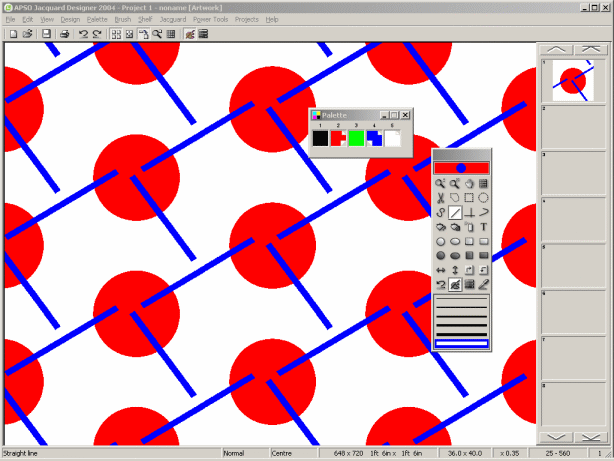 APSO Jacquard Designer 2004 - Project 1 - noname [Artwork]
File Edit View Design Palette Brush Shelf Jacquard Power Tools Projects Help
Palette
1 2 3 4 5
T
1
2
3
4
5
6
7
8
Straight line Normal Centre 648 x 720 1ft 6in x 1ft 6in 36.0 x 40.0 x 0.35 25 - 560 1